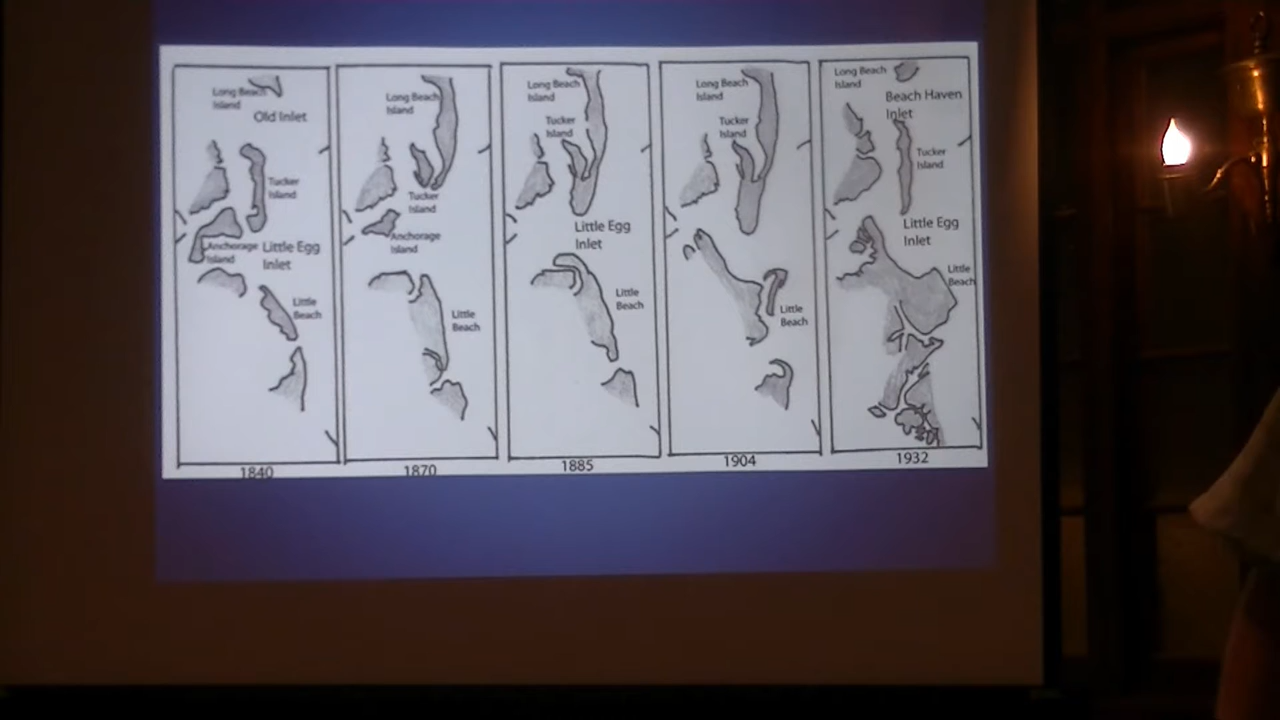 Long Beach
Island
Old Inlet
Tucker
Island
Anchorage
Island
Little Egg
Inlet
Little
Beach
1840
Long Beach
Island
Tucker
Island
Anchorage
Island
Little
Beach
1870
Long Beach
Island
Tucker
Island
Little Egg
Inlet
Little
Beach
1885
Long Beach
Island
Tucker
Island
Little
Beach
1904
Long Beach
Island
Beach Haven
Inlet
Tucker
Island
Little Egg
Inlet
Little
Beach
1932